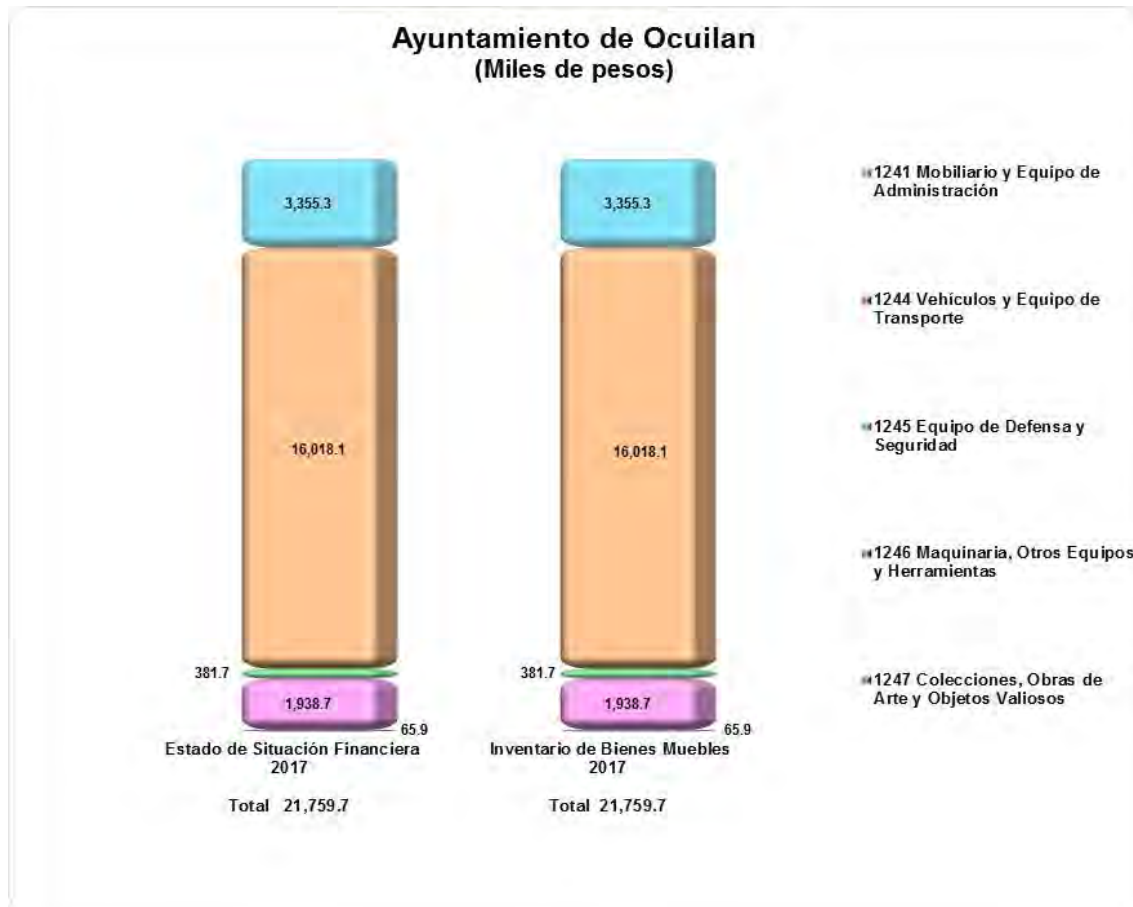 Ayuntamiento de Ocuilan
(Miles de pesos)
3,355.3
3,355.3
16,018.1
16,018.1
381.7
381.7
1,938.7
1,938.7
65.9
65.9
Estado de Situación Financiera
2017
Inventario de Bienes Muebles
2017
Total 21,759.7
Total 21,759.7
1241 Mobiliario y Equipo de
Administración
1244 Vehículos y Equipo de
Transporte
1245 Equipo de Defensa y
Seguridad
1246 Maquinaria, Otros Equipos
y Herramientas
1247 Colecciones, Obras de
Arte y Objetos Valiosos